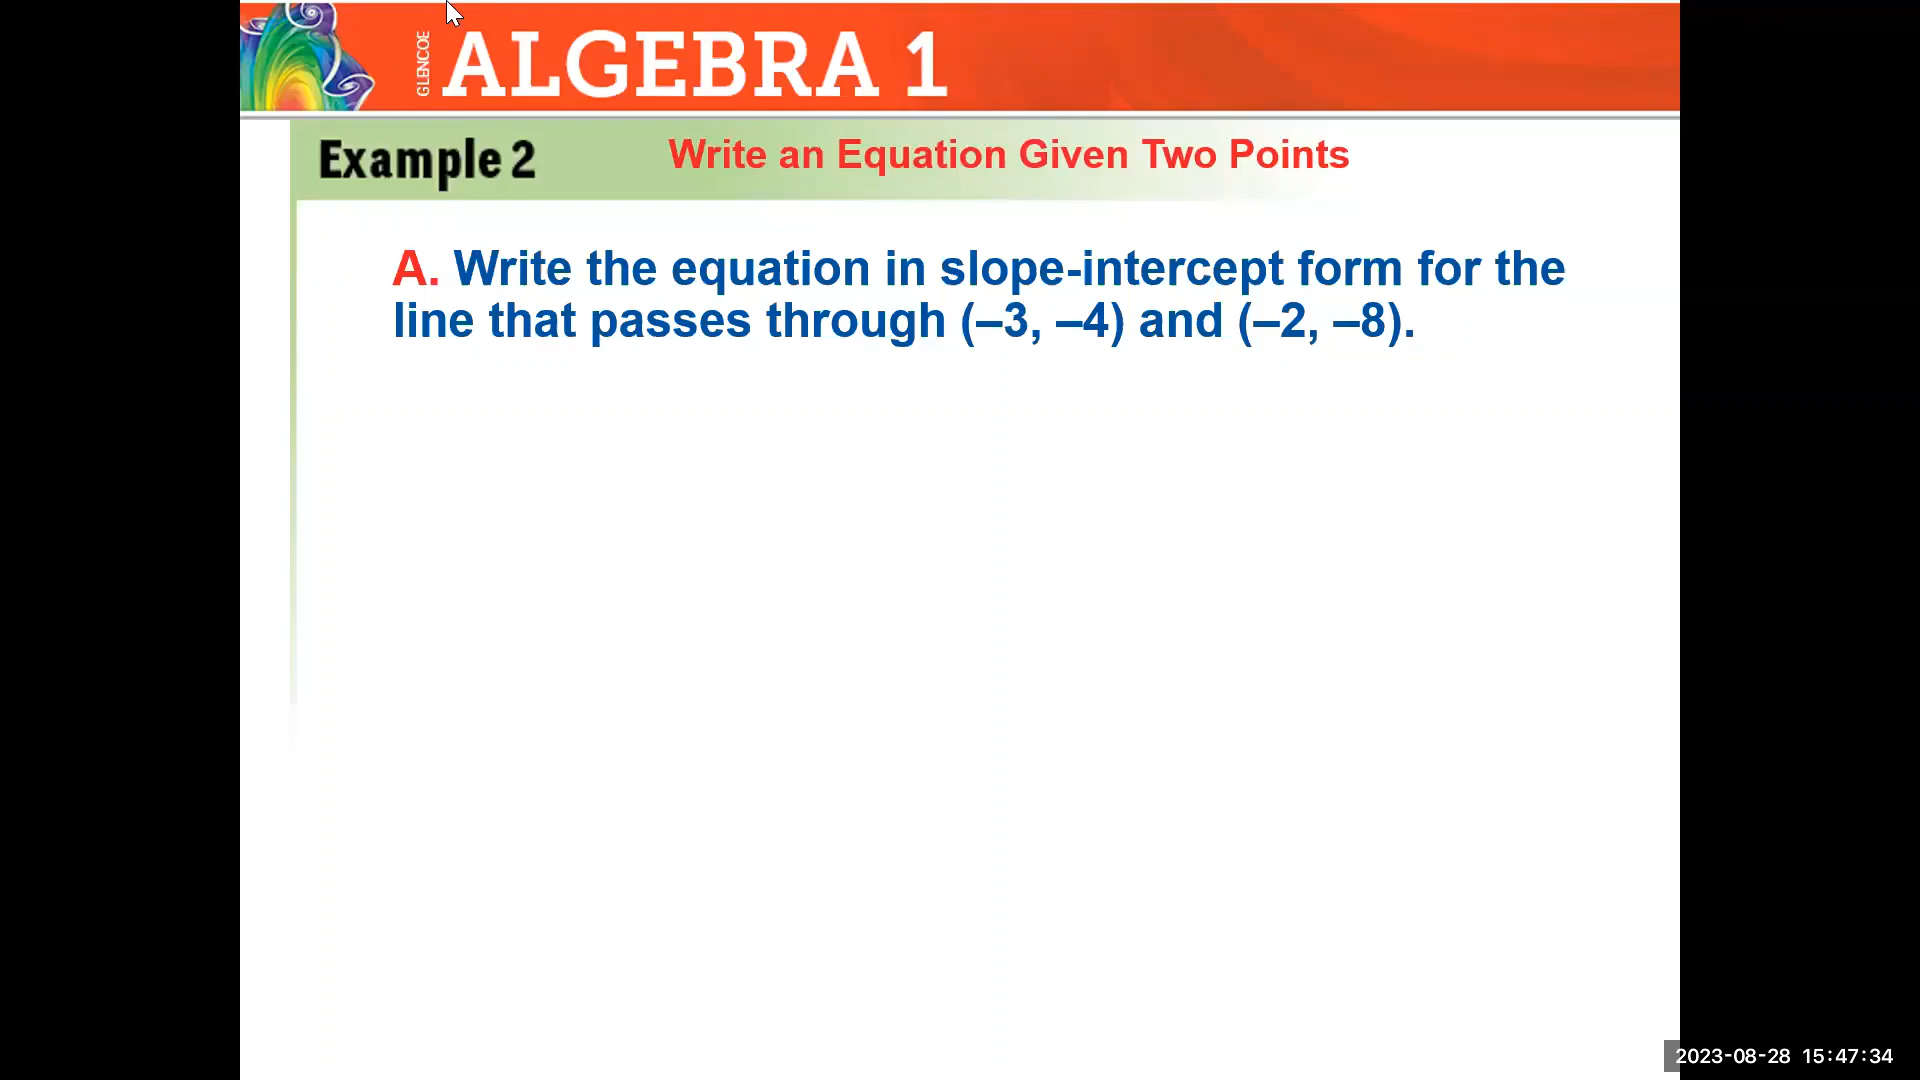 GLENCOE
ALGEBRA 1
Example 2
Write an Equation Given Two Points
A. Write the equation in slope-intercept form for the
line that passes through (–3, –4) and (–2, –8).
2023-08-28 15:47:34